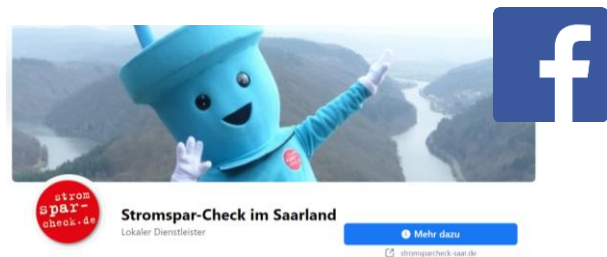 f
strom
spar-
check.de
Stromspar-Check im Saarland
Lokaler Dienstleister
Mehr dazu
stromsparcheck-saar.de